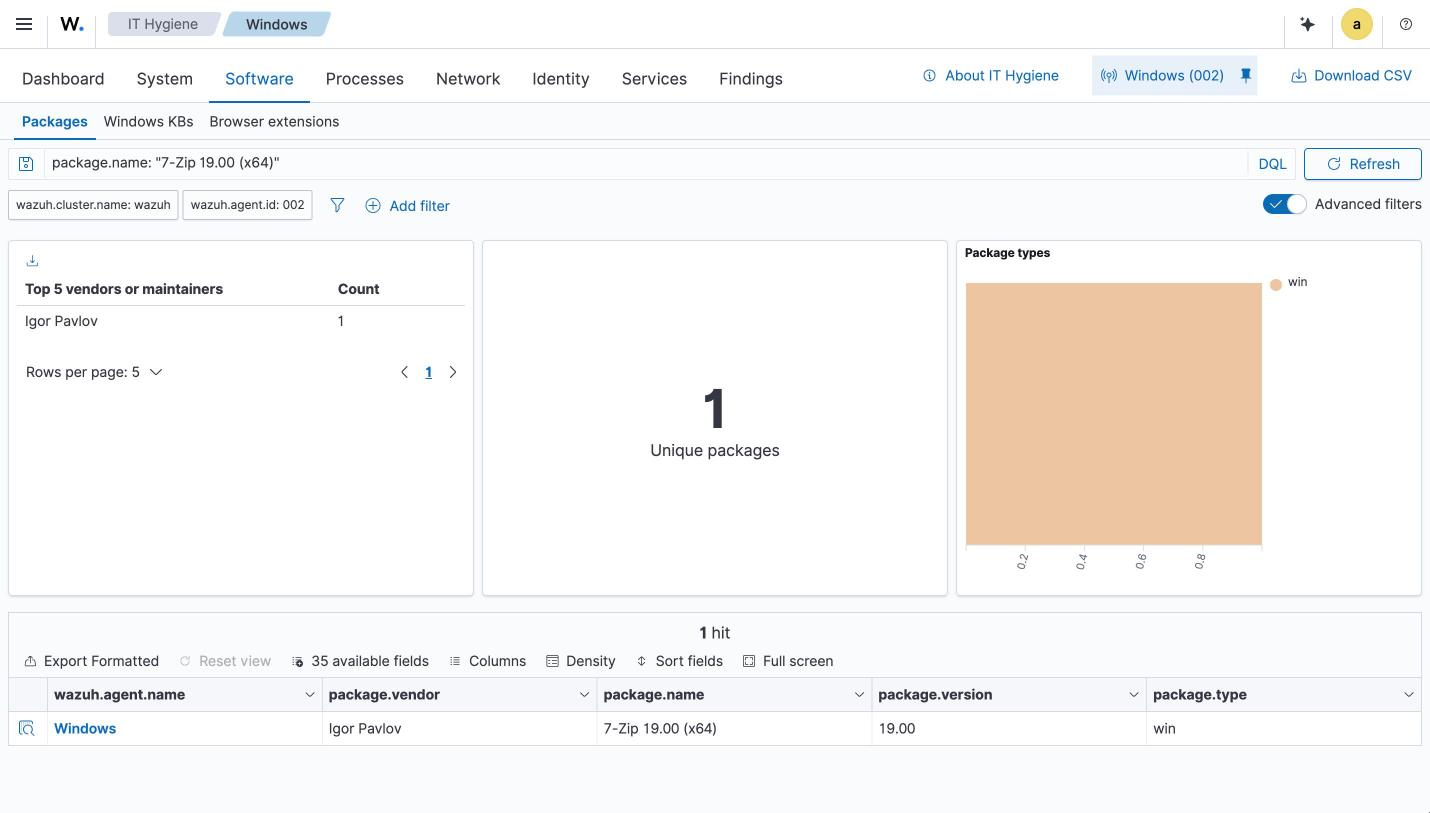 W. IT Hygiene Windows a
Dashboard System Software Processes Network Identity Services Findings About IT Hygiene Windows (002) Download CSV
Packages Windows KBs Browser extensions
package.name: "7-Zip 19.00 (x64)" DQL Refresh
wazuh.cluster.name: wazuh wazuh.agent.id: 002 Add filter Advanced filters
Top 5 vendors or maintainers Count
Igor Pavlov 1
Rows per page: 5 1
1
Unique packages
Package types
win
0.2 0.4 0.6 0.8
1 hit
Export Formatted Reset view 35 available fields Columns Density Sort fields Full screen
wazuh.agent.name package.vendor package.name package.version package.type
Windows Igor Pavlov 7-Zip 19.00 (x64) 19.00 win